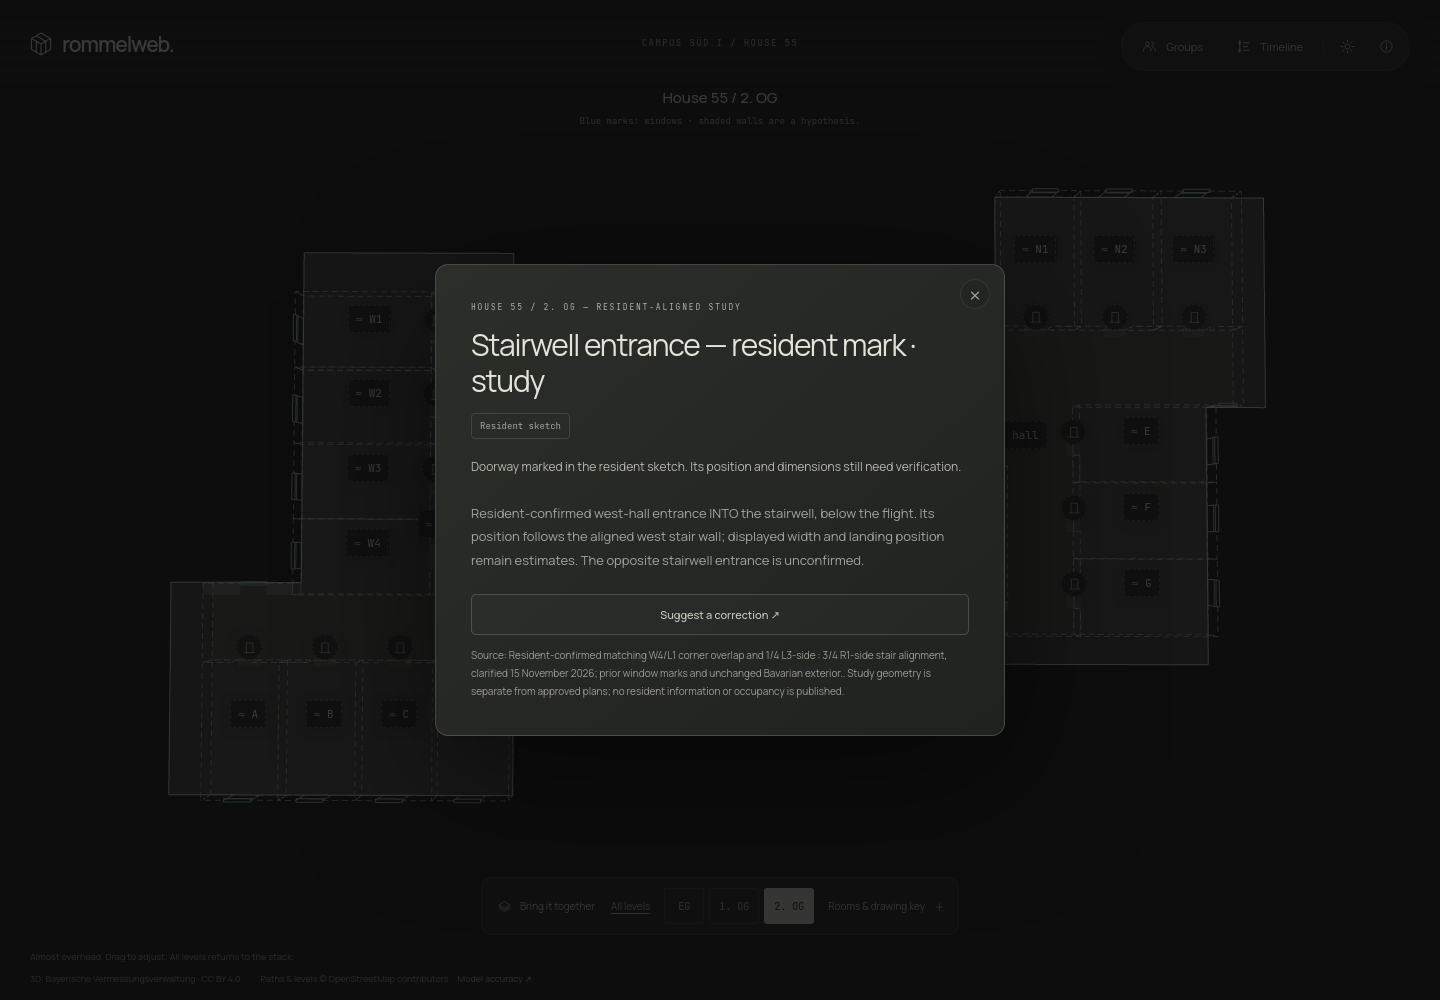 rommelweb.
CAMPUS SÜD I / HOUSE 55
Groups
Timeline
House 55 / 2. OG
Blue marks: windows · shaded walls are a hypothesis.
≈ N1
≈ N2
≈ N3
≈ W1
≈ W2
≈ W3
≈ W4
hall
≈ E
≈ F
≈ G
≈ A
≈ B
≈ C
HOUSE 55 / 2. OG — RESIDENT-ALIGNED STUDY
Stairwell entrance — resident mark ·
study
Resident sketch
Doorway marked in the resident sketch. Its position and dimensions still need verification.
Resident-confirmed west-hall entrance INTO the stairwell, below the flight. Its
position follows the aligned west stair wall; displayed width and landing position
remain estimates. The opposite stairwell entrance is unconfirmed.
Suggest a correction ↗
Source: Resident-confirmed matching W4/L1 corner overlap and 1/4 L3-side : 3/4 R1-side stair alignment,
clarified 15 November 2026; prior window marks and unchanged Bavarian exterior.. Study geometry is
separate from approved plans; no resident information or occupancy is published.
Bring it together
All levels
EG
1. OG
2. OG
Rooms & drawing key +
Almost overhead. Drag to adjust. All levels returns to the stack.
3D: Bayerische Vermessungsverwaltung · CC BY 4.0
Paths & levels © OpenStreetMap contributors
Model accuracy ↗